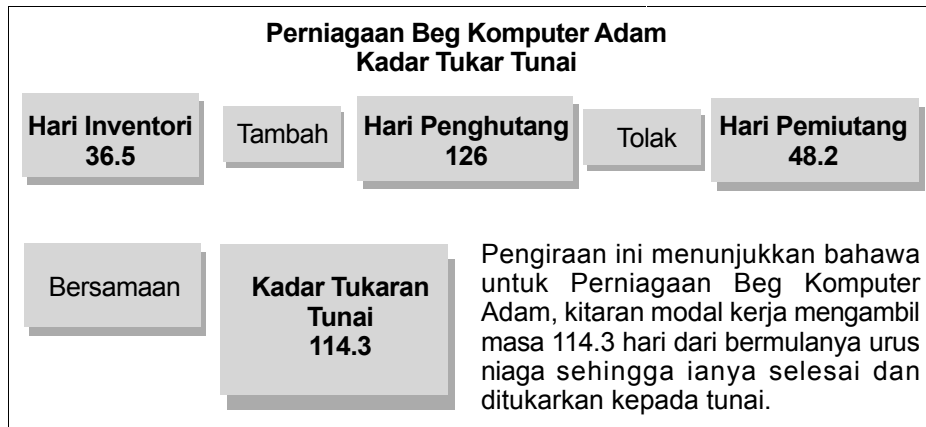 Perniagaan Beg Komputer Adam
Kadar Tukar Tunai
Hari Inventori
36.5
Tambah
Hari Penghutang
126
Tolak
Hari Pemiutang
48.2
Bersamaan
Kadar Tukaran
Tunai
114.3
Pengiraan ini menunjukkan bahawa
untuk Perniagaan Beg Komputer
Adam, kitaran modal kerja mengambil
masa 114.3 hari dari bermulanya urus
niaga sehingga ianya selesai dan
ditukarkan kepada tunai.